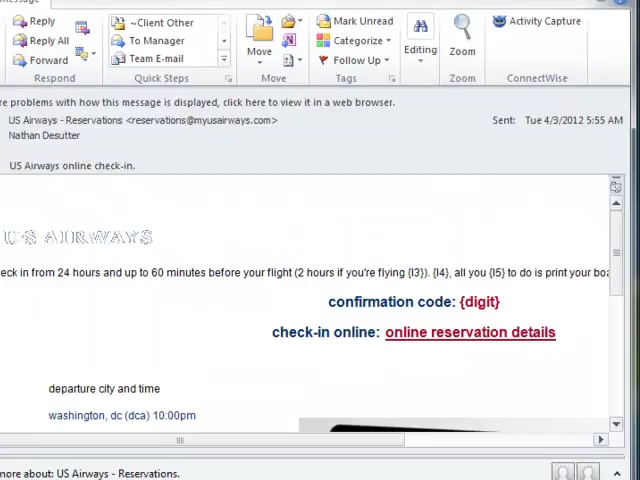 Message
Reply
~Client Other
Mark Unread
Activity Capture
Reply All
To Manager
Categorize
Forward
Team E-mail
Move
Follow Up
Editing
Zoom
Respond
Quick Steps
Move
Tags
Zoom
ConnectWise
re problems with how this message is displayed, click here to view it in a web browser.
US Airways - Reservations <reservations@myusairways.com>
Sent: Tue 4/3/2012 5:55 AM
Nathan Desutter
US Airways online check-in.
U·S AIRWAYS
eck in from 24 hours and up to 60 minutes before your flight (2 hours if you're flying {l3}). {l4}, all you {l5} to do is print your boa
confirmation code: {digit}
check-in online: online reservation details
departure city and time
washington, dc (dca) 10:00pm
more about: US Airways - Reservations.